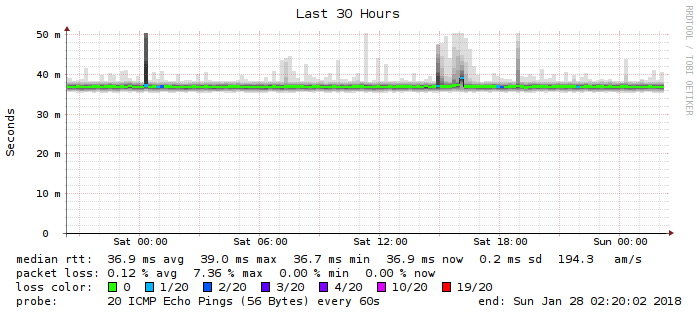 Last 30 Hours
RRDTOOL / TOBI OETIKER
Seconds
50 m
40 m
30 m
20 m
10 m
0
Sat 00:00 Sat 06:00 Sat 12:00 Sat 18:00 Sun 00:00
median rtt: 36.9 ms avg 39.0 ms max 36.7 ms min 36.9 ms now 0.2 ms sd 194.3 am/s
packet loss: 0.12 % avg 7.36 % max 0.00 % min 0.00 % now
loss color: 0 1/20 2/20 3/20 4/20 10/20 19/20
probe: 20 ICMP Echo Pings (56 Bytes) every 60s end: Sun Jan 28 02:20:02 2018